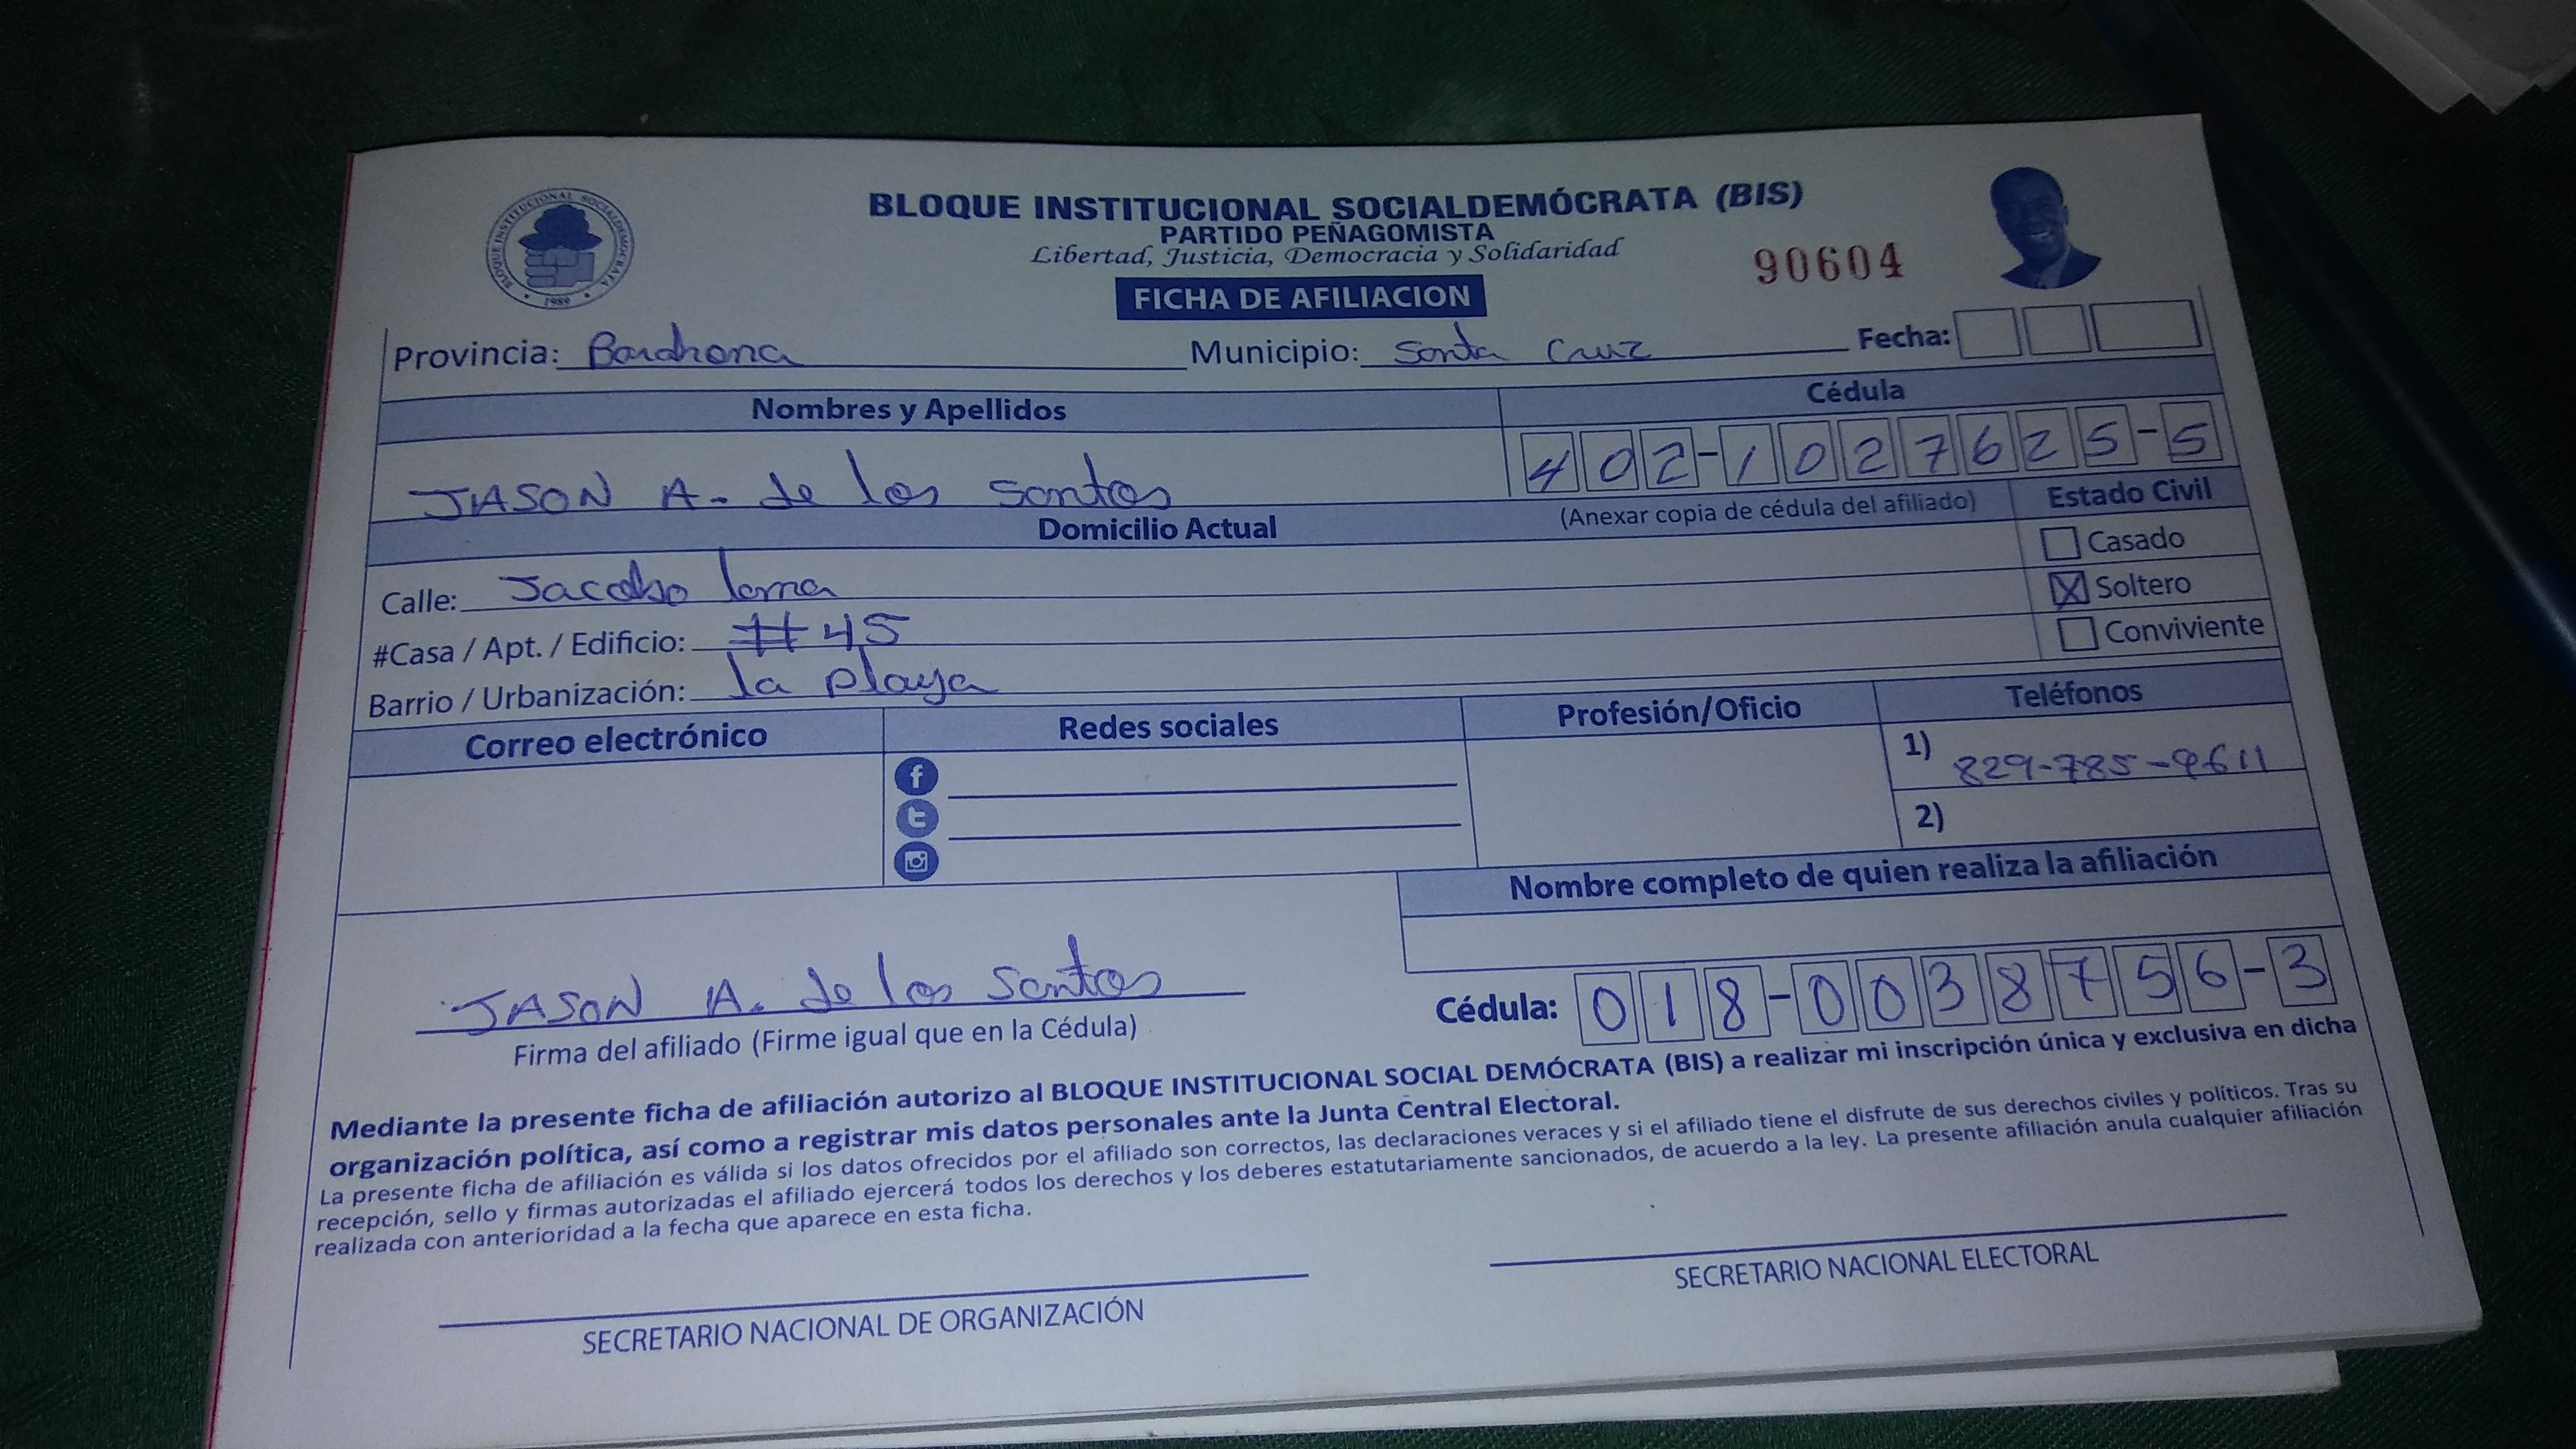 BLOQUE INSTITUCIONAL SOCIALDEMÓCRATA
1989
BLOQUE INSTITUCIONAL SOCIALDEMÓCRATA (BIS)
PARTIDO PEÑAGOMISTA
Libertad, Justicia, Democracia y Solidaridad
90604
FICHA DE AFILIACION
Provincia: Barahona Municipio: Santa Cruz Fecha:
Nombres y Apellidos Cédula
JASON A. de los Santos 402-1027625-5
(Anexar copia de cédula del afiliado) Estado Civil
Domicilio Actual
Casado
Calle: Jacobo lama
X Soltero
#Casa / Apt. / Edificio: #45
Conviviente
Barrio / Urbanización: la playa
Correo electrónico Redes sociales Profesión/Oficio Teléfonos
1) 829-785-9611
2)
Nombre completo de quien realiza la afiliación
JASON A. de los Santos
Cédula: 018-0038756-3
Firma del afiliado (Firme igual que en la Cédula)
Mediante la presente ficha de afiliación autorizo al BLOQUE INSTITUCIONAL SOCIAL DEMÓCRATA (BIS) a realizar mi inscripción única y exclusiva en dicha
organización política, así como a registrar mis datos personales ante la Junta Central Electoral.
La presente ficha de afiliación es válida si los datos ofrecidos por el afiliado son correctos, las declaraciones veraces y si el afiliado tiene el disfrute de sus derechos civiles y políticos. Tras su
recepción, sello y firmas autorizadas el afiliado ejercerá todos los derechos y los deberes estatutariamente sancionados, de acuerdo a la ley. La presente afiliación anula cualquier afiliación
realizada con anterioridad a la fecha que aparece en esta ficha.
SECRETARIO NACIONAL DE ORGANIZACIÓN SECRETARIO NACIONAL ELECTORAL